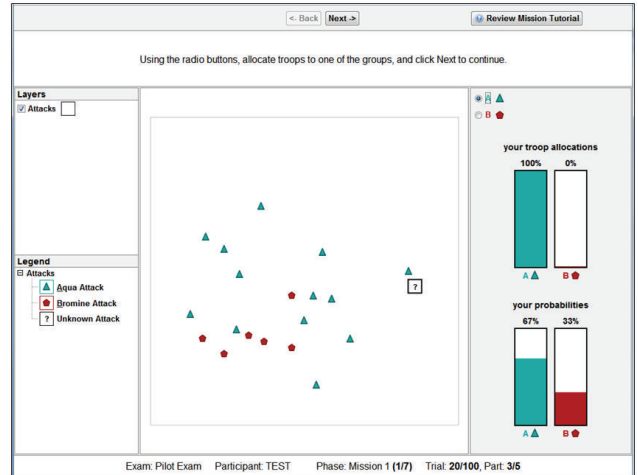 <- Back Next -> Review Mission Tutorial
Using the radio buttons, allocate troops to one of the groups, and click Next to continue.
Layers
Attacks
Legend
Attacks
Aqua Attack
Bromine Attack
? Unknown Attack
?
A
B
your troop allocations
100% 0%
A B
your probabilities
67% 33%
A B
Exam: Pilot Exam Participant: TEST Phase: Mission 1 (1/7) Trial: 20/100, Part: 3/5